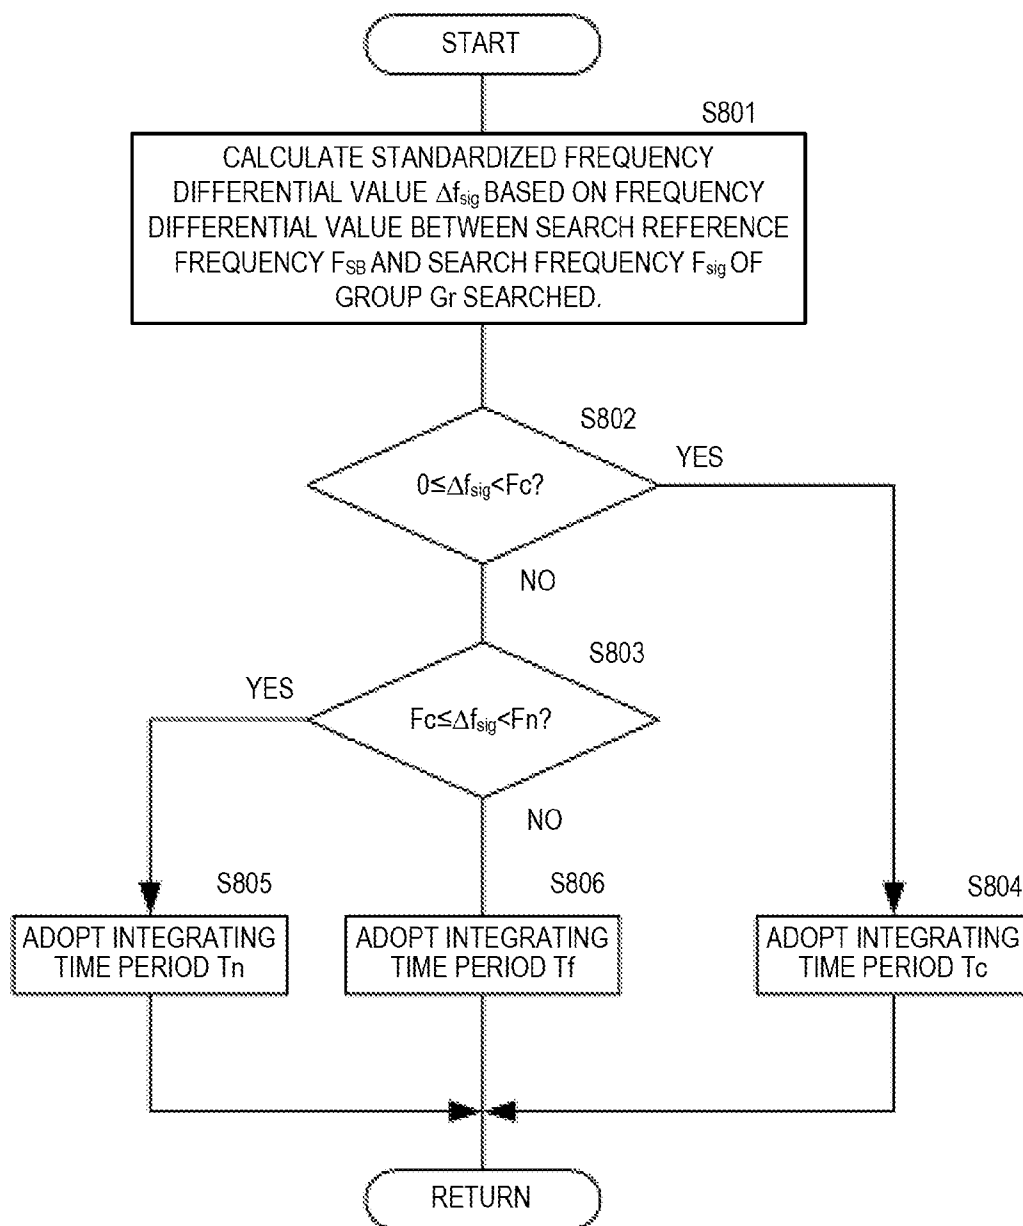 START
S801
CALCULATE STANDARDIZED FREQUENCY
DIFFERENTIAL VALUE Δfsig BASED ON FREQUENCY
DIFFERENTIAL VALUE BETWEEN SEARCH REFERENCE
FREQUENCY FSB AND SEARCH FREQUENCY Fsig OF
GROUP Gr SEARCHED.
S802
0≤Δfsig<Fc?
YES
NO
S803
Fc≤Δfsig<Fn?
YES
NO
S805
ADOPT INTEGRATING
TIME PERIOD Tn
S806
ADOPT INTEGRATING
TIME PERIOD Tf
S804
ADOPT INTEGRATING
TIME PERIOD Tc
RETURN